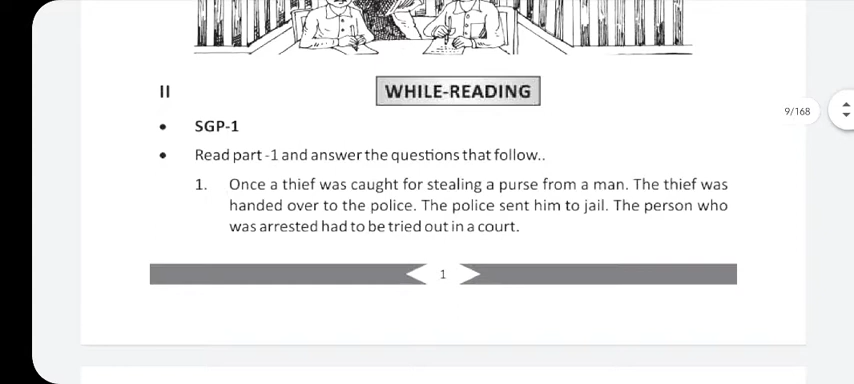 II
WHILE-READING
• SGP-1
• Read part -1 and answer the questions that follow..
1. Once a thief was caught for stealing a purse from a man. The thief was
handed over to the police. The police sent him to jail. The person who
was arrested had to be tried out in a court.
1
9/168